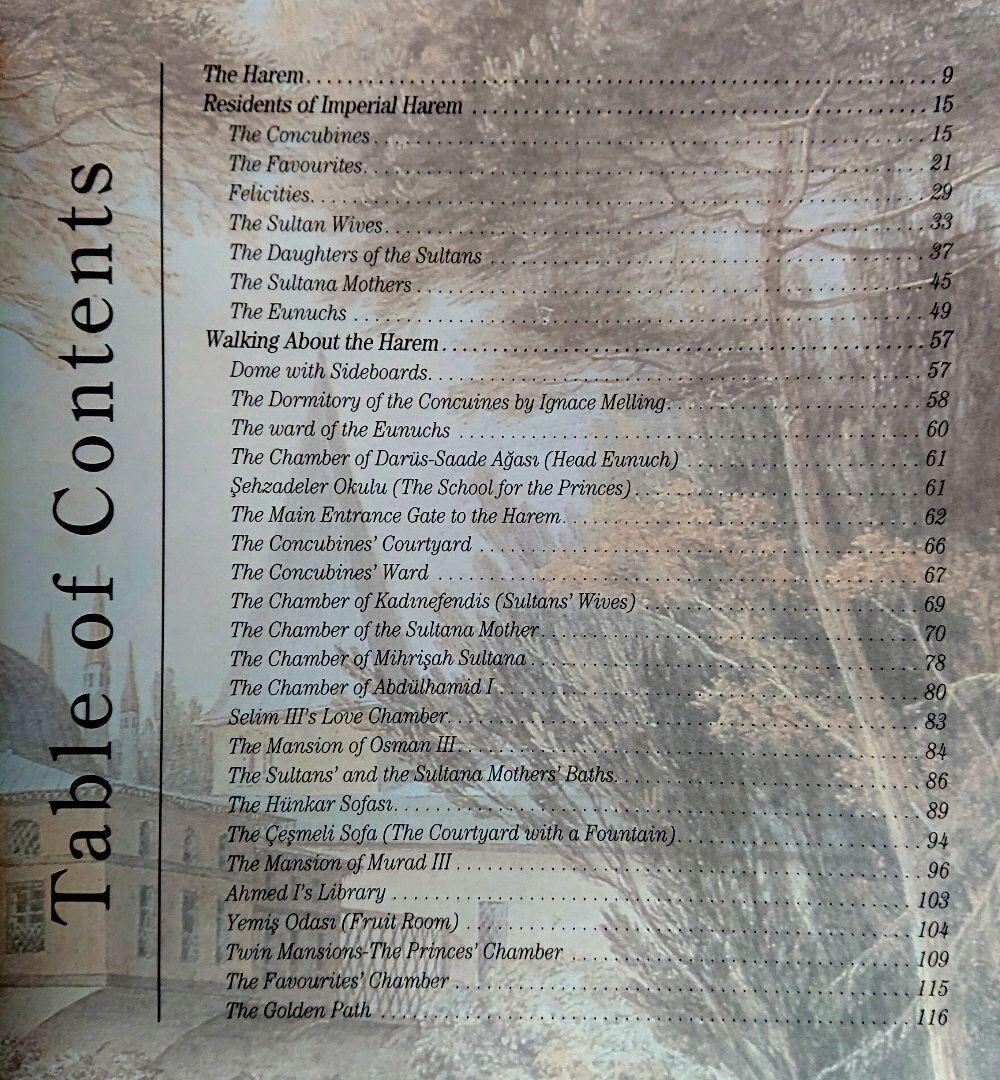 Table of Contents
The Harem. . . . . . . . . . . . . . . . . . . . . . . . . . . . . . 9
Residents of Imperial Harem . . . . . . . . . . . . . . . . . . . . 15
The Concubines . . . . . . . . . . . . . . . . . . . . 15
The Favourites. . . . . . . . . . . . . . . . . . . . 21
Felicities. . . . . . . . . . . . . . . . . . . . 29
The Sultan Wives . . . . . . . . . . . . . . . . . . . . 33
The Daughters of the Sultans . . . . . . . . . . . . . . . . . . . . 37
The Sultana Mothers . . . . . . . . . . . . . . . . . . . . 45
The Eunuchs . . . . . . . . . . . . . . . . . . . . 49
Walking About the Harem. . . . . . . . . . . . . . . . . . . . 57
Dome with Sideboards. . . . . . . . . . . . . . . . . . . . 57
The Dormitory of the Concuines by Ignace Melling. . . . . . . . . . . . . . . . . . . . 58
The ward of the Eunuchs . . . . . . . . . . . . . . . . . . . . 60
The Chamber of Darüs-Saade Ağası (Head Eunuch) . . . . . . . . . . . . . . . . . . . . 61
Şehzadeler Okulu (The School for the Princes) . . . . . . . . . . . . . . . . . . . . 61
The Main Entrance Gate to the Harem. . . . . . . . . . . . . . . . . . . . 62
The Concubines' Courtyard . . . . . . . . . . . . . . . . . . . . 66
The Concubines' Ward . . . . . . . . . . . . . . . . . . . . 67
The Chamber of Kadınefendis (Sultans' Wives) . . . . . . . . . . . . . . . . . . . . 69
The Chamber of the Sultana Mother. . . . . . . . . . . . . . . . . . . . 70
The Chamber of Mihrişah Sultana . . . . . . . . . . . . . . . . . . . . 78
The Chamber of Abdülhamid I . . . . . . . . . . . . . . . . . . . . 80
Selim III's Love Chamber. . . . . . . . . . . . . . . . . . . . 83
The Mansion of Osman III . . . . . . . . . . . . . . . . . . . . 84
The Sultans' and the Sultana Mothers' Baths. . . . . . . . . . . . . . . . . . . . 86
The Hünkar Sofası. . . . . . . . . . . . . . . . . . . . 89
The Çeşmeli Sofa (The Courtyard with a Fountain) . . . . . . . . . . . . . . . . . . . . 94
The Mansion of Murad III . . . . . . . . . . . . . . . . . . . . 96
Ahmed I's Library . . . . . . . . . . . . . . . . . . . . 103
Yemiş Odası (Fruit Room) . . . . . . . . . . . . . . . . . . . . 104
Twin Mansions-The Princes' Chamber . . . . . . . . . . . . . . . . . . . . 109
The Favourites' Chamber . . . . . . . . . . . . . . . . . . . . 115
The Golden Path . . . . . . . . . . . . . . . . . . . . 116